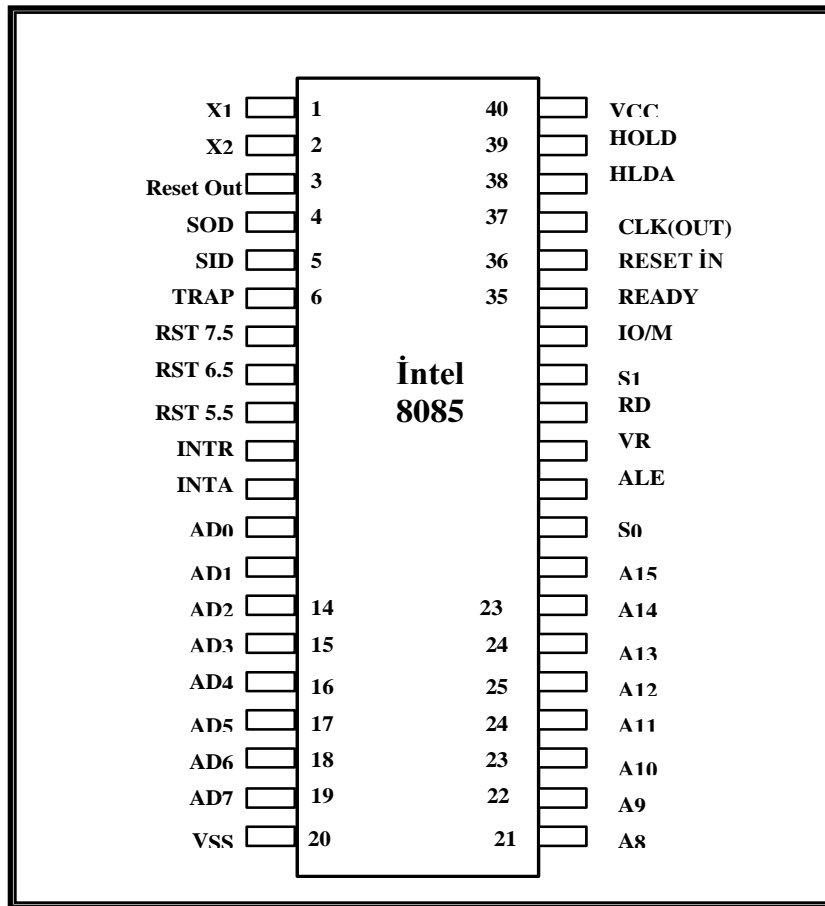 X1 1 40 VCC
X2 2 39 HOLD
Reset Out 3 38 HLDA
SOD 4 37 CLK(OUT)
SID 5 36 RESET İN
TRAP 6 35 READY
RST 7.5 IO/M
RST 6.5 S1
RST 5.5 RD
İntel
8085
INTR VR
INTA ALE
AD0 S0
AD1 A15
AD2 14 23 A14
AD3 15 24 A13
AD4 16 25 A12
AD5 17 24 A11
AD6 18 23 A10
AD7 19 22 A9
VSS 20 21 A8